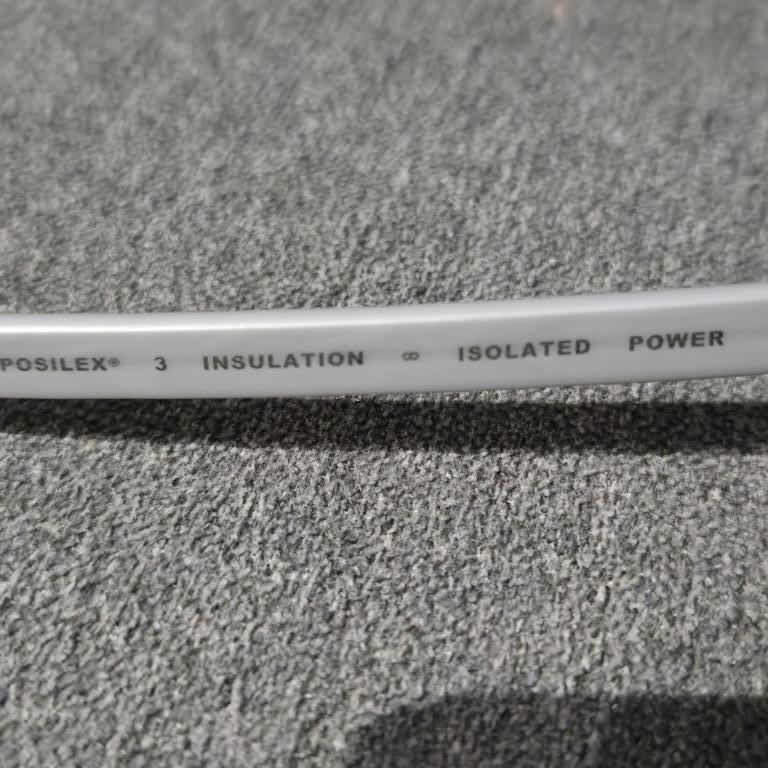 POSILEX® 3 INSULATION ∞ ISOLATED POWER